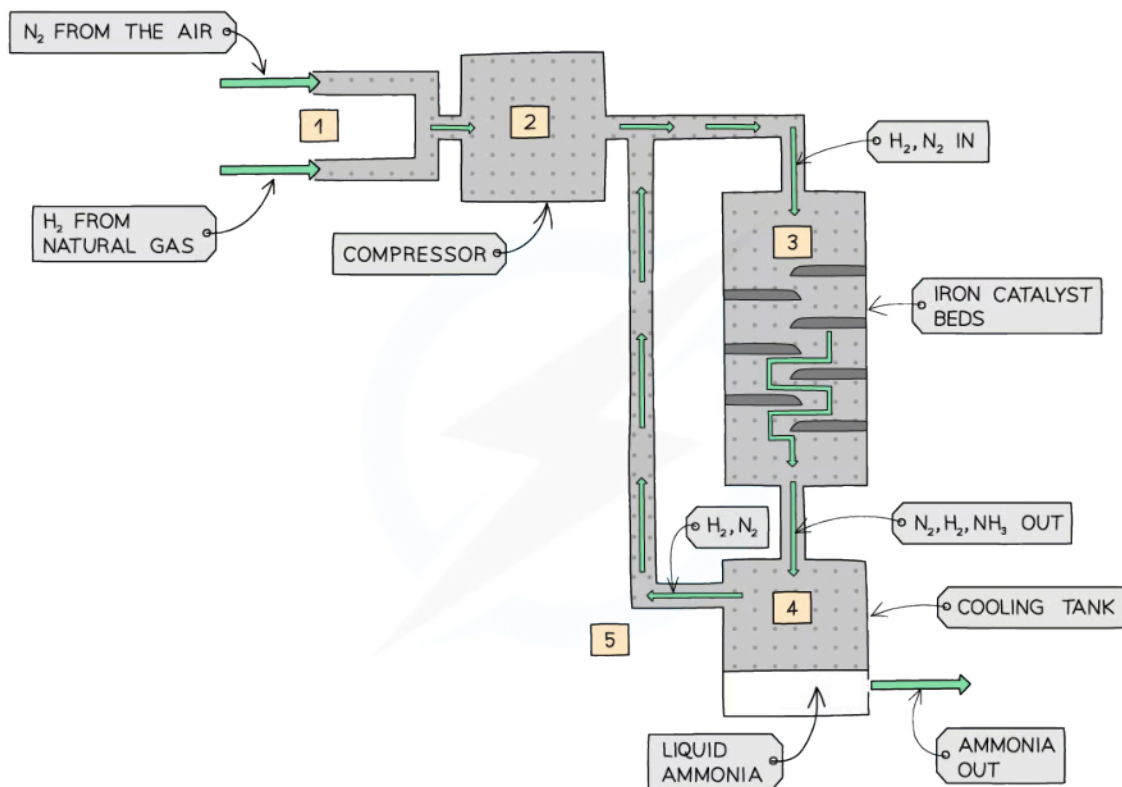 N₂ FROM THE AIR
1
2
H₂ FROM
NATURAL GAS
COMPRESSOR
H₂, N₂ IN
3
IRON CATALYST
BEDS
H₂, N₂
N₂, H₂, NH₃ OUT
4
COOLING TANK
5
LIQUID
AMMONIA
AMMONIA
OUT